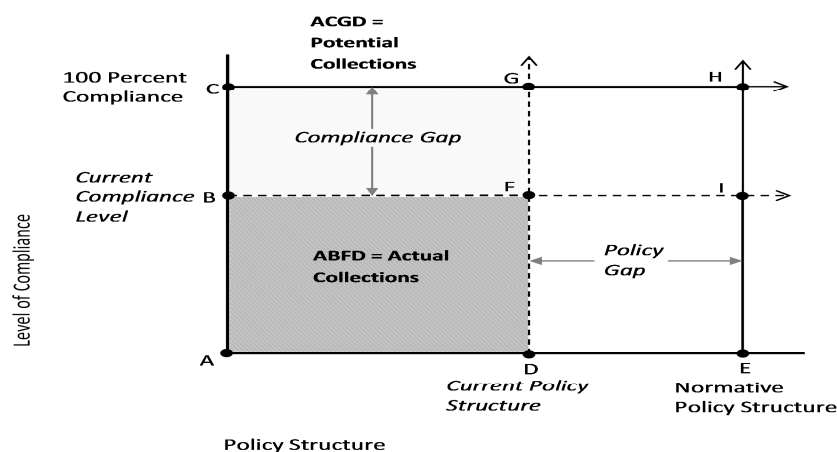 ACGD =
Potential
Collections
100 Percent
Compliance
C
G
H
Compliance Gap
Current
Compliance
Level
B
F
I
Level of Compliance
ABFD = Actual
Collections
Policy
Gap
A
D
E
Current Policy
Structure
Normative
Policy Structure
Policy Structure